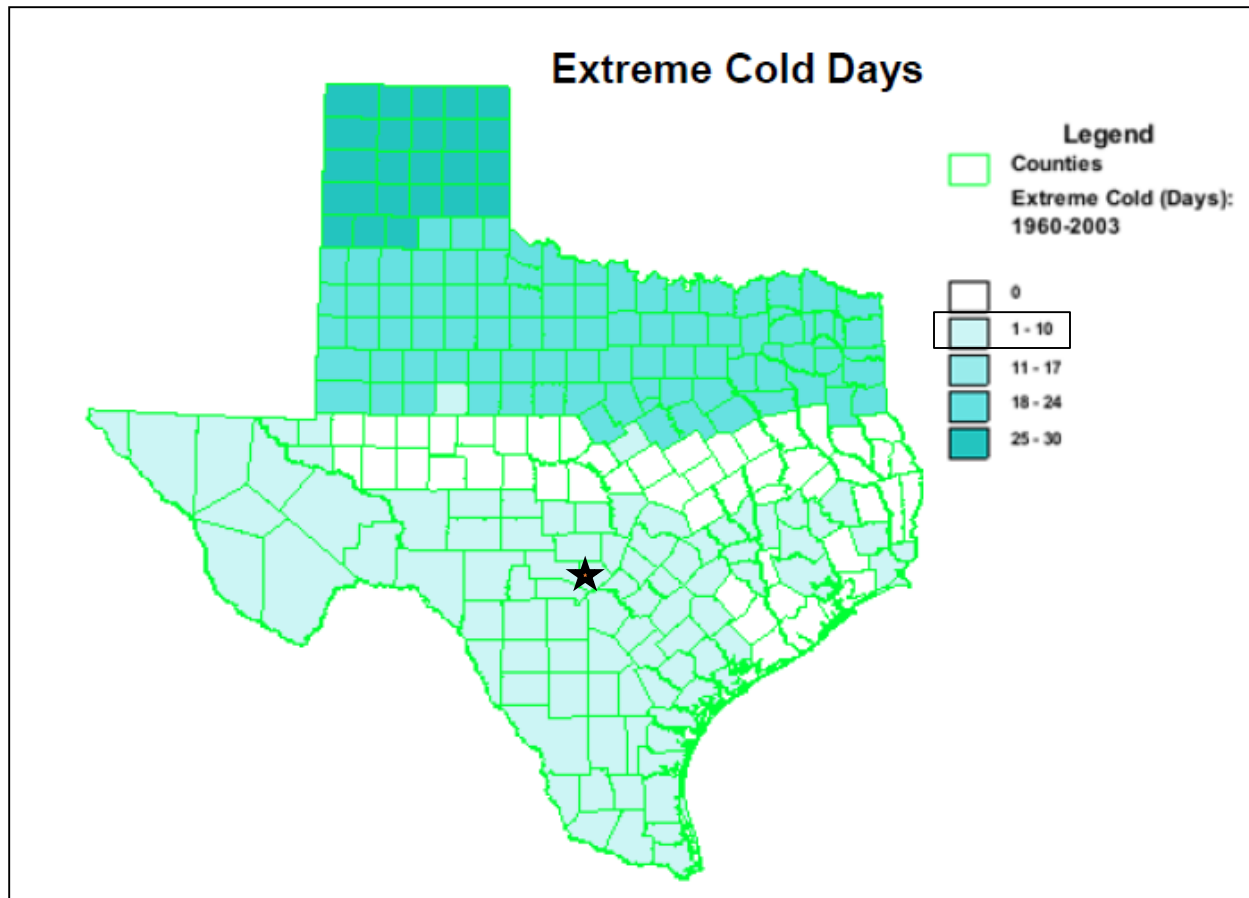 Extreme Cold Days
Legend
Counties
Extreme Cold (Days):
1960-2003
0
1 - 10
11 - 17
18 - 24
25 - 30